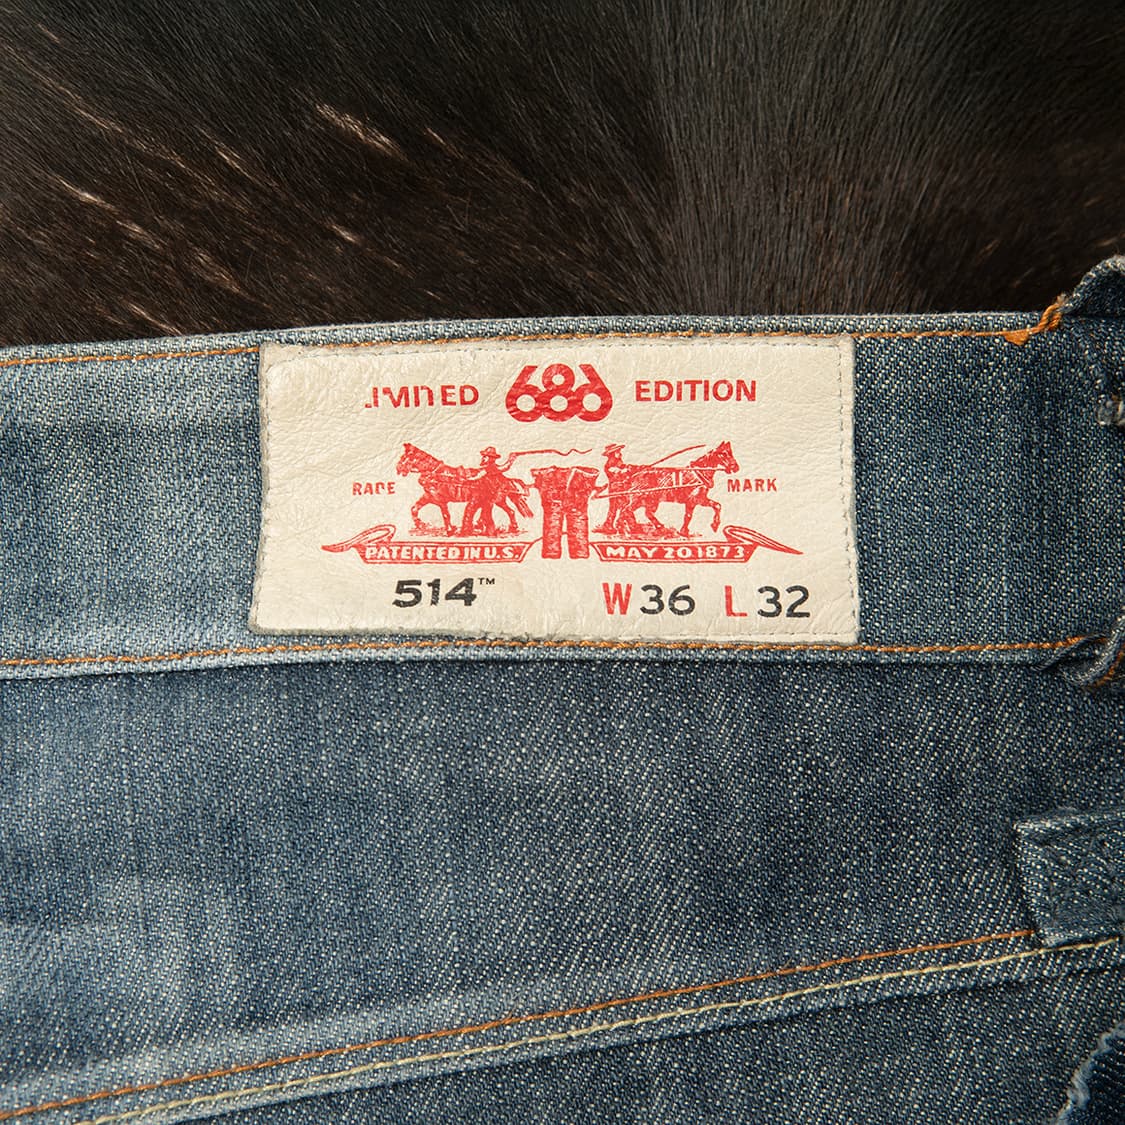 LIMITED 686 EDITION
RADE MARK
PATENTED IN U.S. MAY 20 1873
514™ W36 L32